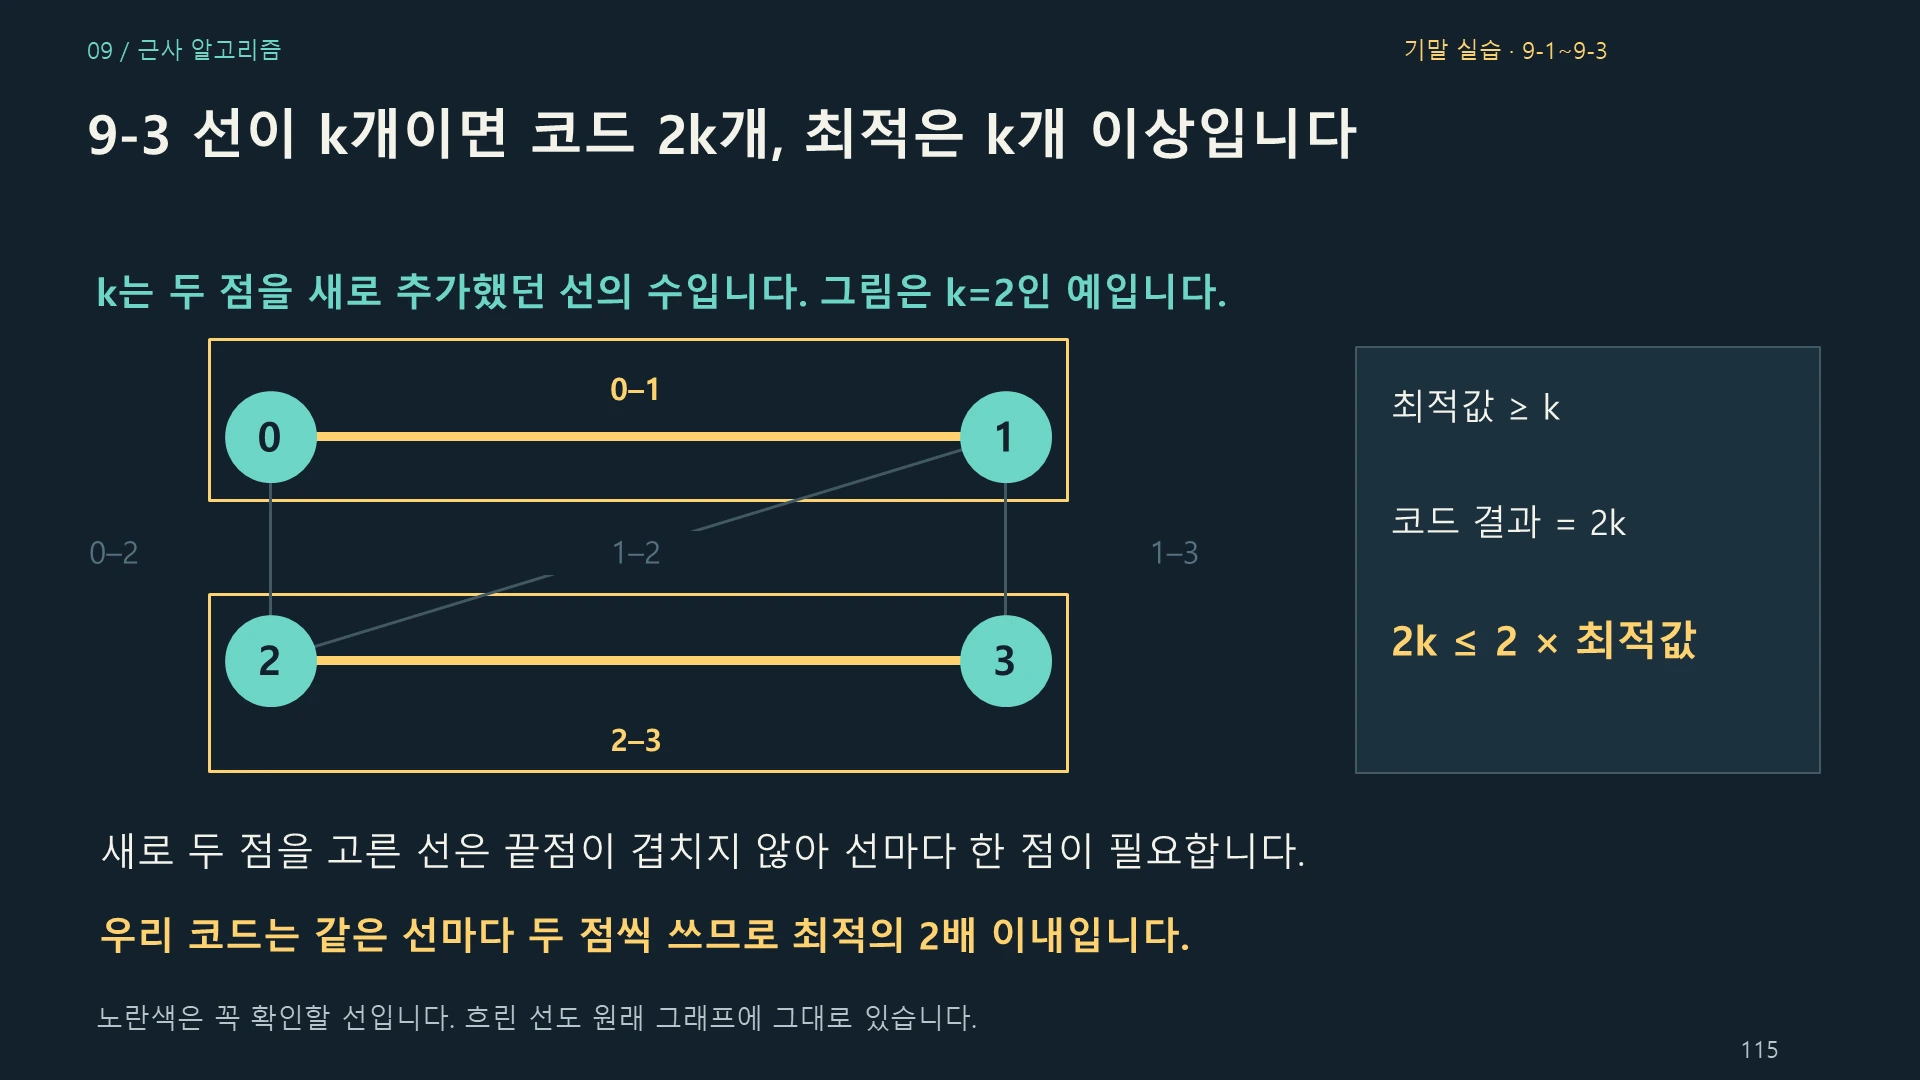 09 / 근사 알고리즘
기말 실습 · 9-1~9-3
9-3 선이 k개이면 코드 2k개, 최적은 k개 이상입니다
k는 두 점을 새로 추가했던 선의 수입니다. 그림은 k=2인 예입니다.
0–1
0
1
0–2
1–2
1–3
2
3
2–3
최적값 ≥ k
코드 결과 = 2k
2k ≤ 2 × 최적값
새로 두 점을 고른 선은 끝점이 겹치지 않아 선마다 한 점이 필요합니다.
우리 코드는 같은 선마다 두 점씩 쓰므로 최적의 2배 이내입니다.
노란색은 꼭 확인할 선입니다. 흐린 선도 원래 그래프에 그대로 있습니다.
115